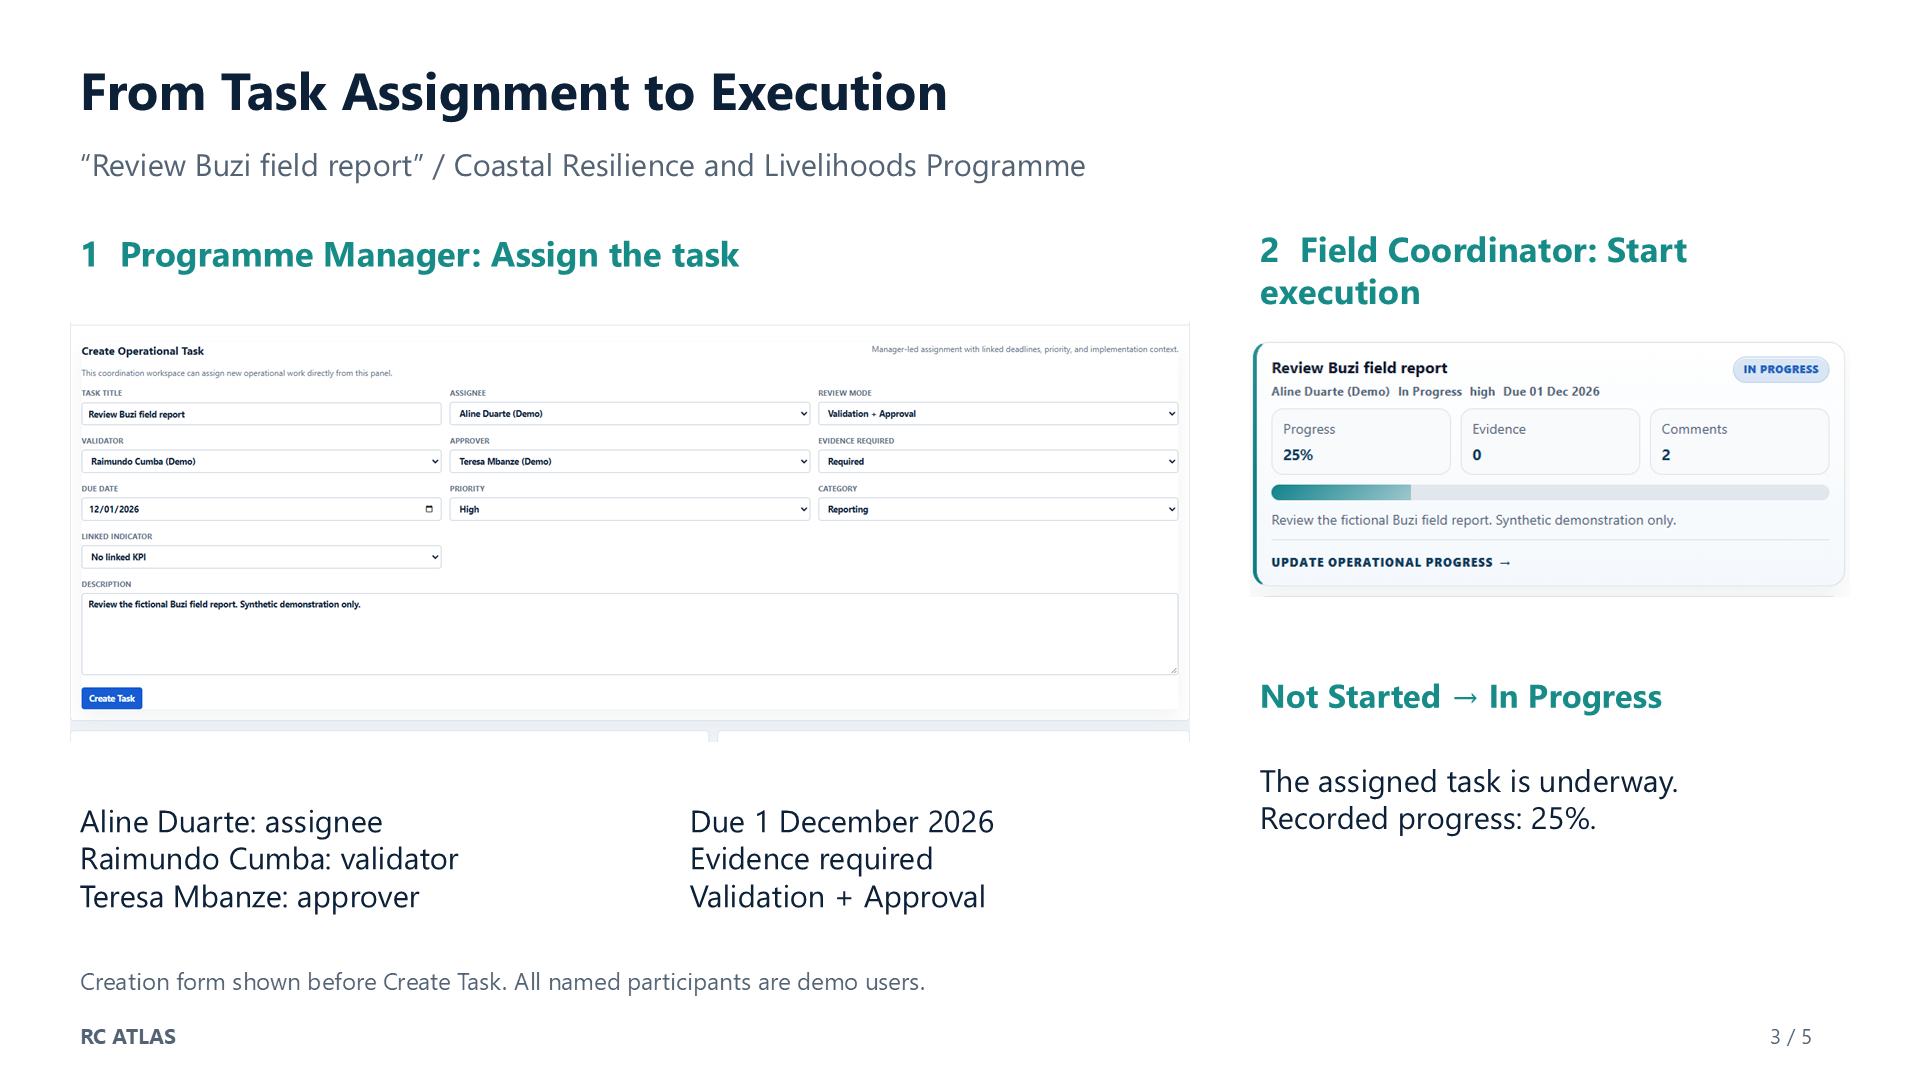 From Task Assignment to Execution
“Review Buzi field report” / Coastal Resilience and Livelihoods Programme
1 Programme Manager: Assign the task
Create Operational Task
Manager-led assignment with linked deadlines, priority, and implementation context.
This coordination workspace can assign new operational work directly from this panel.
TASK TITLE
Review Buzi field report
ASSIGNEE
Aline Duarte (Demo)
REVIEW MODE
Validation + Approval
VALIDATOR
Raimundo Cumba (Demo)
APPROVER
Teresa Mbanze (Demo)
EVIDENCE REQUIRED
Required
DUE DATE
12/01/2026
PRIORITY
High
CATEGORY
Reporting
LINKED INDICATOR
No linked KPI
DESCRIPTION
Review the fictional Buzi field report. Synthetic demonstration only.
Create Task
Aline Duarte: assignee
Raimundo Cumba: validator
Teresa Mbanze: approver
Due 1 December 2026
Evidence required
Validation + Approval
2 Field Coordinator: Start
execution
Review Buzi field report
IN PROGRESS
Aline Duarte (Demo) In Progress high Due 01 Dec 2026
Progress
25%
Evidence
0
Comments
2
Review the fictional Buzi field report. Synthetic demonstration only.
UPDATE OPERATIONAL PROGRESS →
Not Started → In Progress
The assigned task is underway.
Recorded progress: 25%.
Creation form shown before Create Task. All named participants are demo users.
RC ATLAS
3 / 5